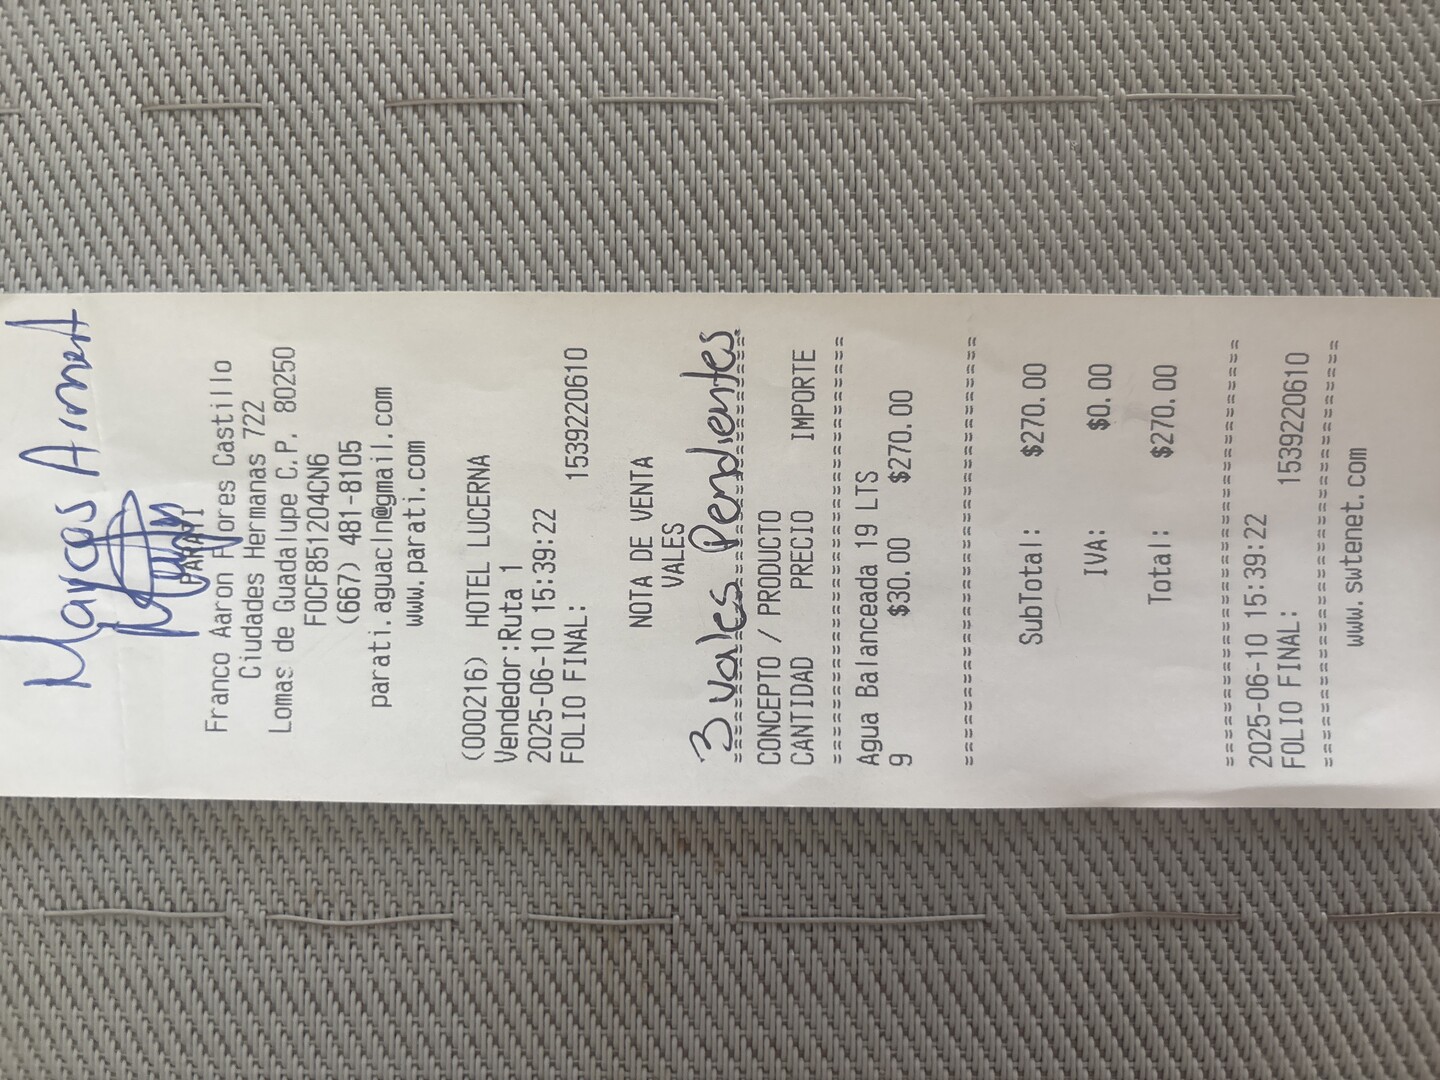 Marcos Armet
PARATI
Franco Aaron Flores Castillo
Ciudades Hermanas 722
Lomas de Guadalupe C.P. 80250
FOCF851204CN6
(667) 481-8105
parati.aguacln@gmail.com
www.parati.com
(000216) HOTEL LUCERNA
Vendedor:Ruta 1
2025-06-10 15:39:22
FOLIO FINAL: 1539220610
NOTA DE VENTA
VALES
3 vales Pendientes
CONCEPTO / PRODUCTO
CANTIDAD PRECIO IMPORTE
Agua Balanceada 19 LTS
9 $30.00 $270.00
SubTotal: $270.00
IVA: $0.00
Total: $270.00
2025-06-10 15:39:22
FOLIO FINAL: 1539220610
www.swtenet.com